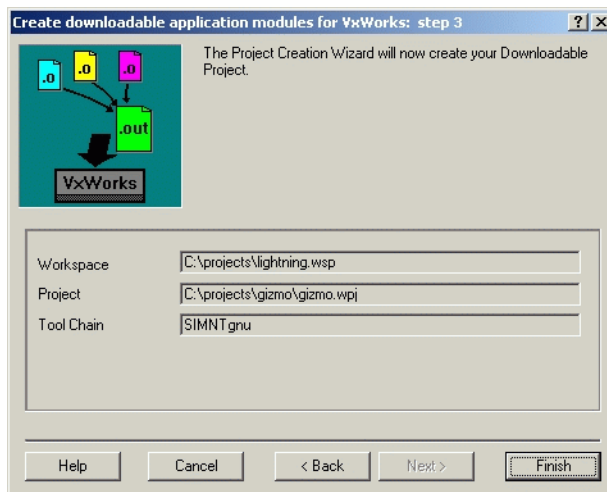 Create downloadable application modules for VxWorks: step 3
The Project Creation Wizard will now create your Downloadable
Project.
.o
.o
.o
.out
VxWorks
Workspace
C:\projects\lightning.wsp
Project
C:\projects\gizmo\gizmo.wpj
Tool Chain
SIMNTgnu
Help
Cancel
< Back
Next >
Finish